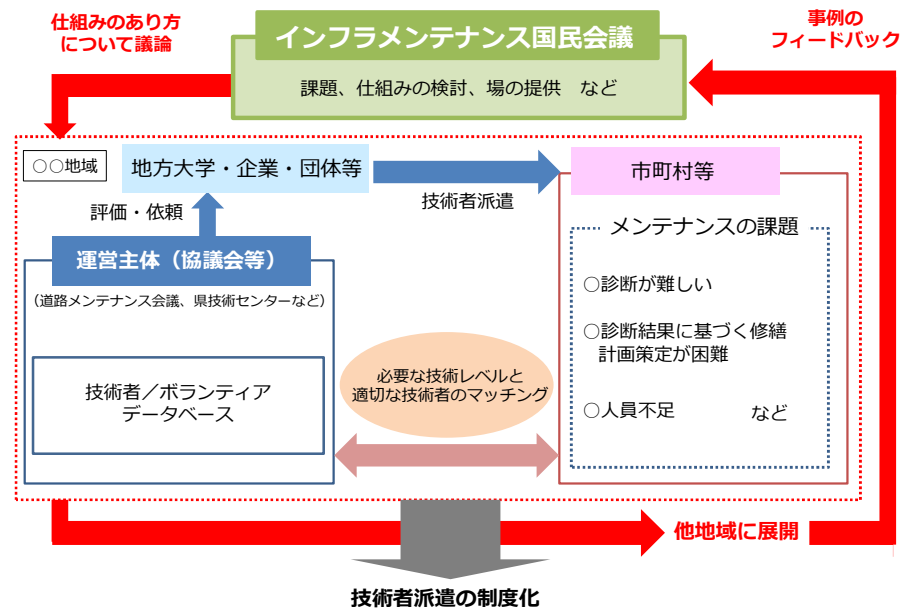 仕組みのあり方
について議論
インフラメンテナンス国民会議
課題、仕組みの検討、場の提供　など
事例の
フィードバック
○○地域
地方大学・企業・団体等
技術者派遣
市町村等
評価・依頼
運営主体（協議会等）
（道路メンテナンス会議、県技術センターなど）
技術者／ボランティア
データベース
必要な技術レベルと
適切な技術者のマッチング
メンテナンスの課題
○診断が難しい
○診断結果に基づく修繕
計画策定が困難
○人員不足　　　など
他地域に展開
技術者派遣の制度化